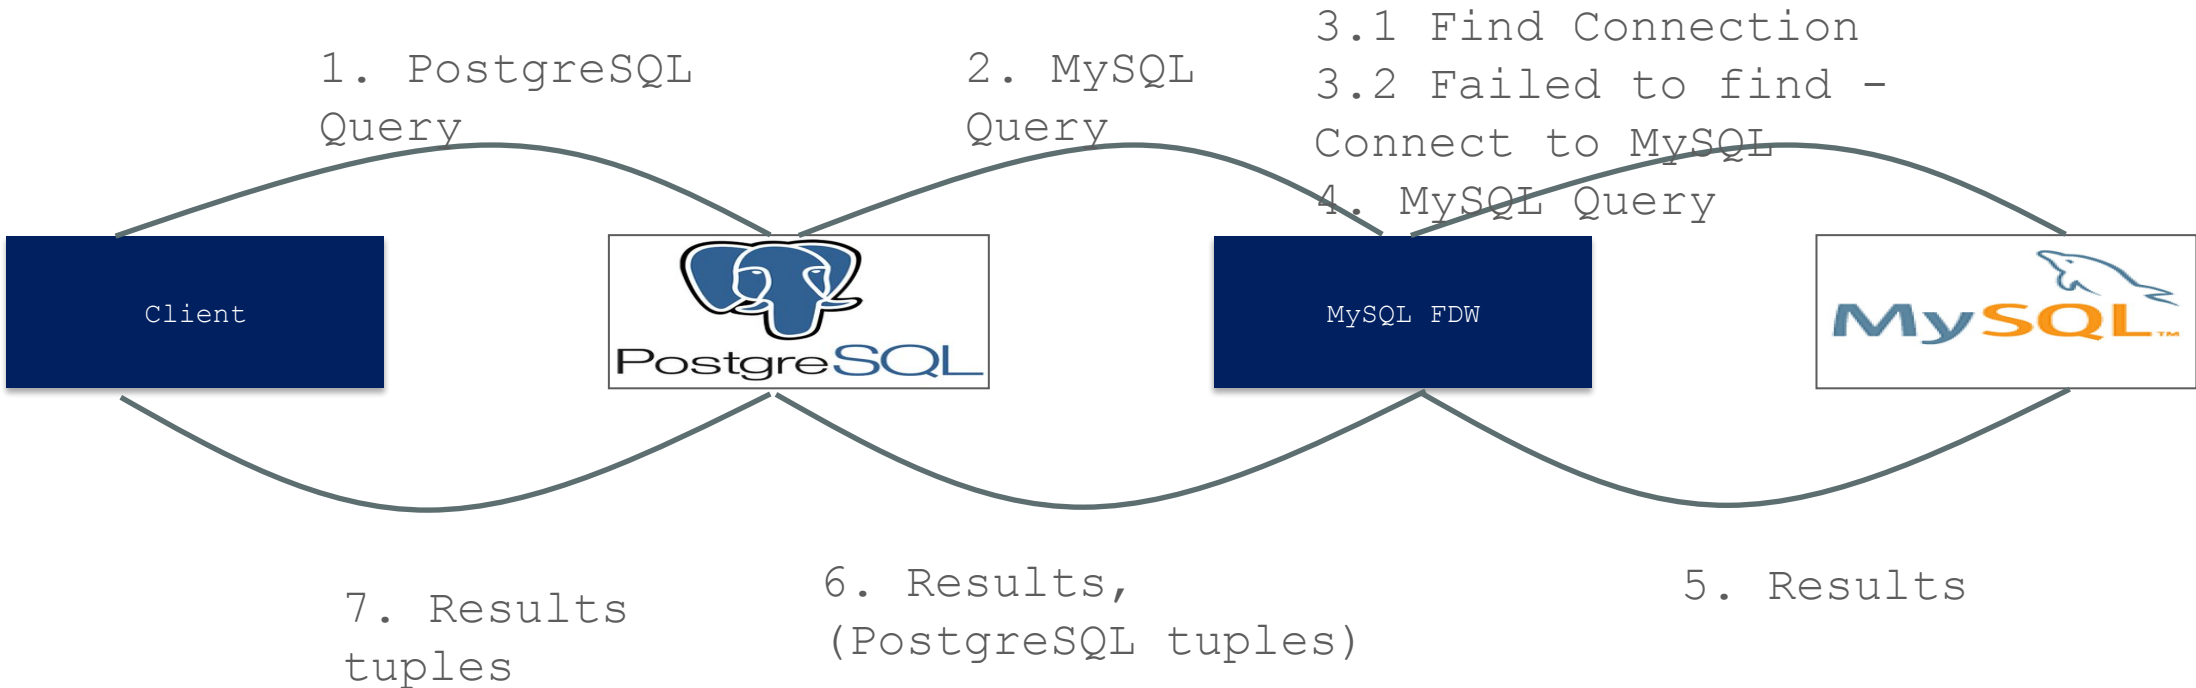 1. PostgreSQL
Query
2. MySQL
Query
3.1 Find Connection
3.2 Failed to find -
Connect to MySQL
4. MySQL Query
Client
PostgreSQL
MySQL FDW
MySQL™
7. Results
tuples
6. Results,
(PostgreSQL tuples)
5. Results